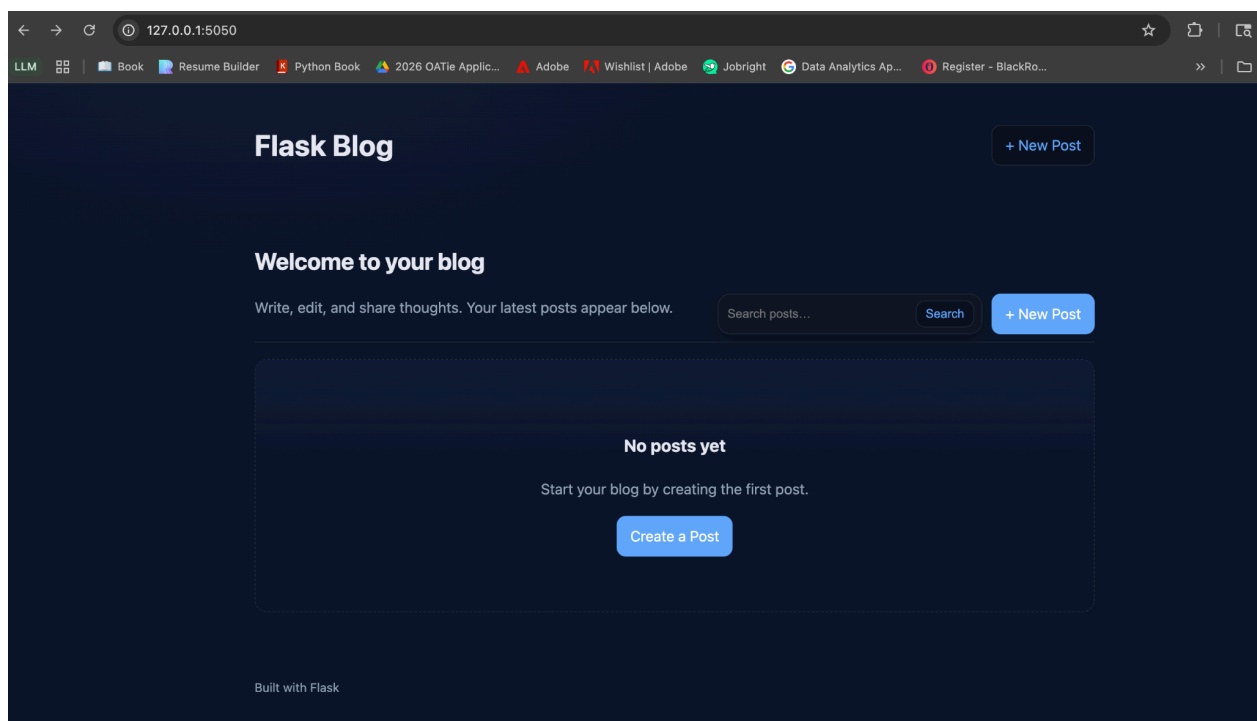 127.0.0.1:5050
LLM Book Resume Builder Python Book 2026 OATie Applic... Adobe Wishlist | Adobe Jobright Data Analytics Ap... Register - BlackRo...
Flask Blog
+ New Post
Welcome to your blog
Write, edit, and share thoughts. Your latest posts appear below.
Search posts... Search + New Post
No posts yet
Start your blog by creating the first post.
Create a Post
Built with Flask